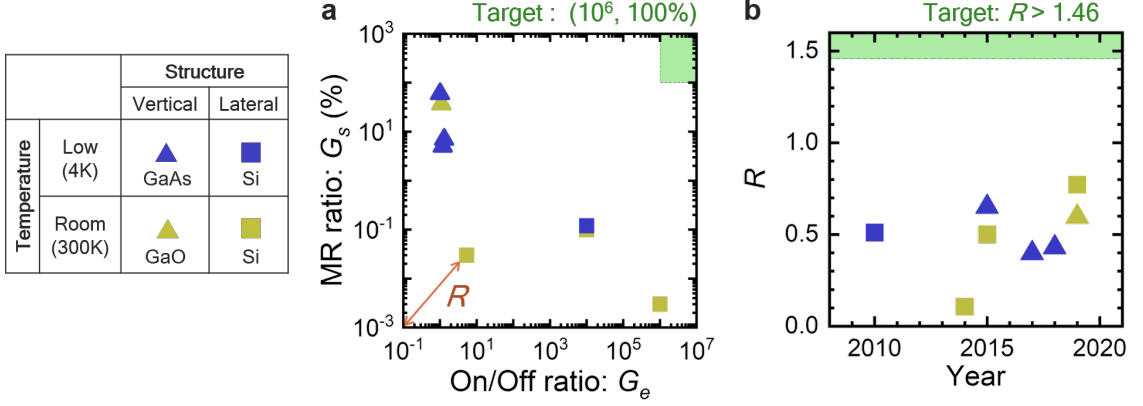 Structure
Vertical Lateral
Temperature
Low
(4K)
GaAs Si
Room
(300K)
GaO Si
a
Target : (10⁶, 100%)
MR ratio: Gₛ (%)
10³
10¹
10⁻¹
10⁻³
R
10⁻¹ 10¹ 10³ 10⁵ 10⁷
On/Off ratio: Gₑ
b
Target: R > 1.46
R
1.5
1.0
0.5
0.0
2010 2015 2020
Year